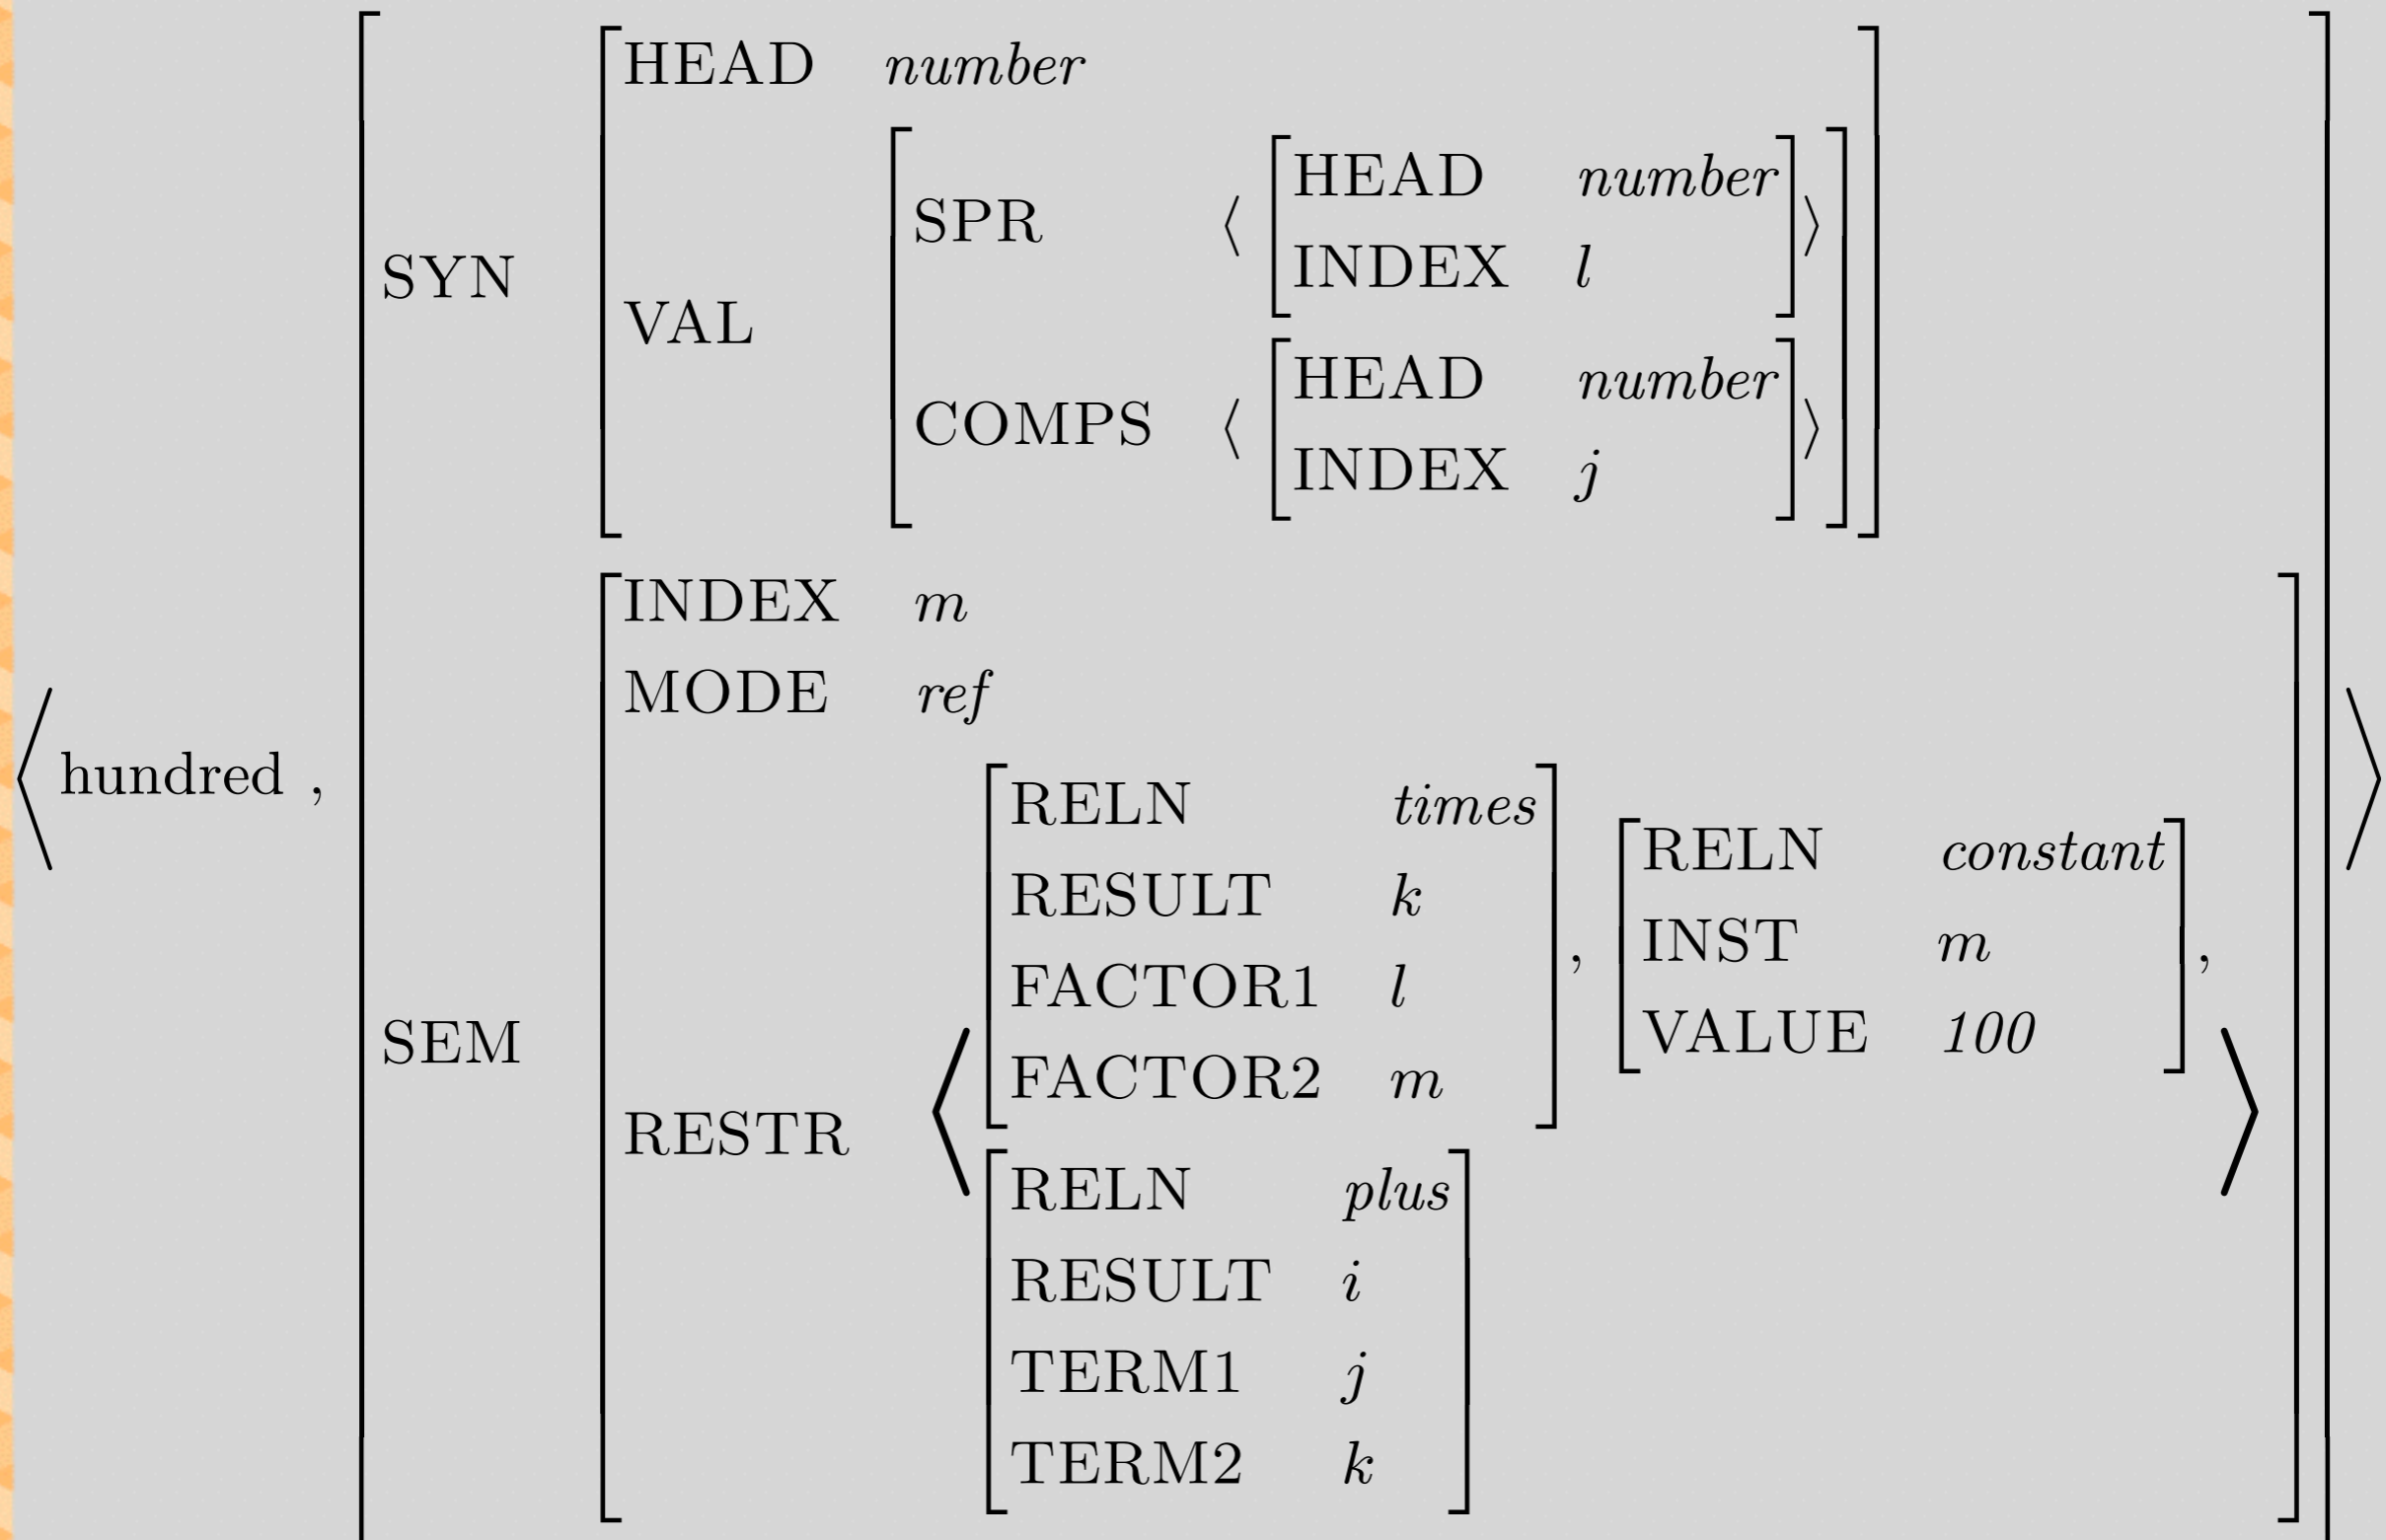 HEAD number
SPR ⟨ [HEAD number]
INDEX l ⟩
SYN
VAL
COMPS ⟨ [HEAD number]
INDEX j ⟩
INDEX m
MODE ref
⟨ hundred ,
RELN times
RESULT k
FACTOR1 l
FACTOR2 m ,
RELN constant
INST m
VALUE 100 ,
SEM
RESTR ⟨
RELN plus
RESULT i
TERM1 j
TERM2 k
⟩
⟩